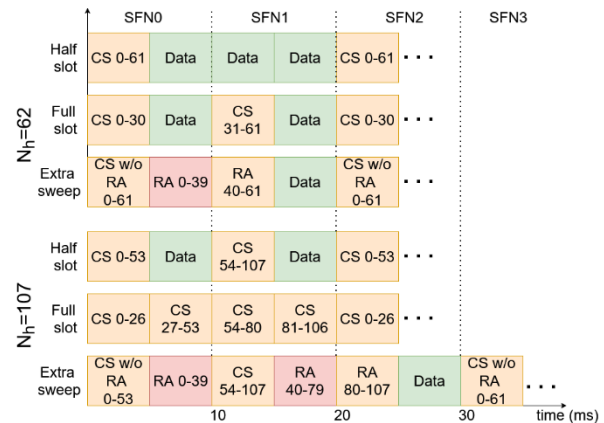 SFN0 SFN1 SFN2 SFN3
N_h=62
Half
slot
CS 0-61 Data Data Data CS 0-61 ...
Full
slot
CS 0-30 Data CS
31-61 Data CS 0-30 ...
Extra
sweep
CS w/o
RA
0-61 RA 0-39 RA
40-61 Data CS w/o
RA
0-61 ...
N_h=107
Half
slot
CS 0-53 Data CS
54-107 Data CS 0-53 ...
Full
slot
CS 0-26 CS
27-53 CS
54-80 CS
81-106 CS 0-26 ...
Extra
sweep
CS w/o
RA
0-53 RA 0-39 CS
54-107 RA
40-79 RA
80-107 Data CS w/o
RA
0-61 ...
10 20 30 time (ms)